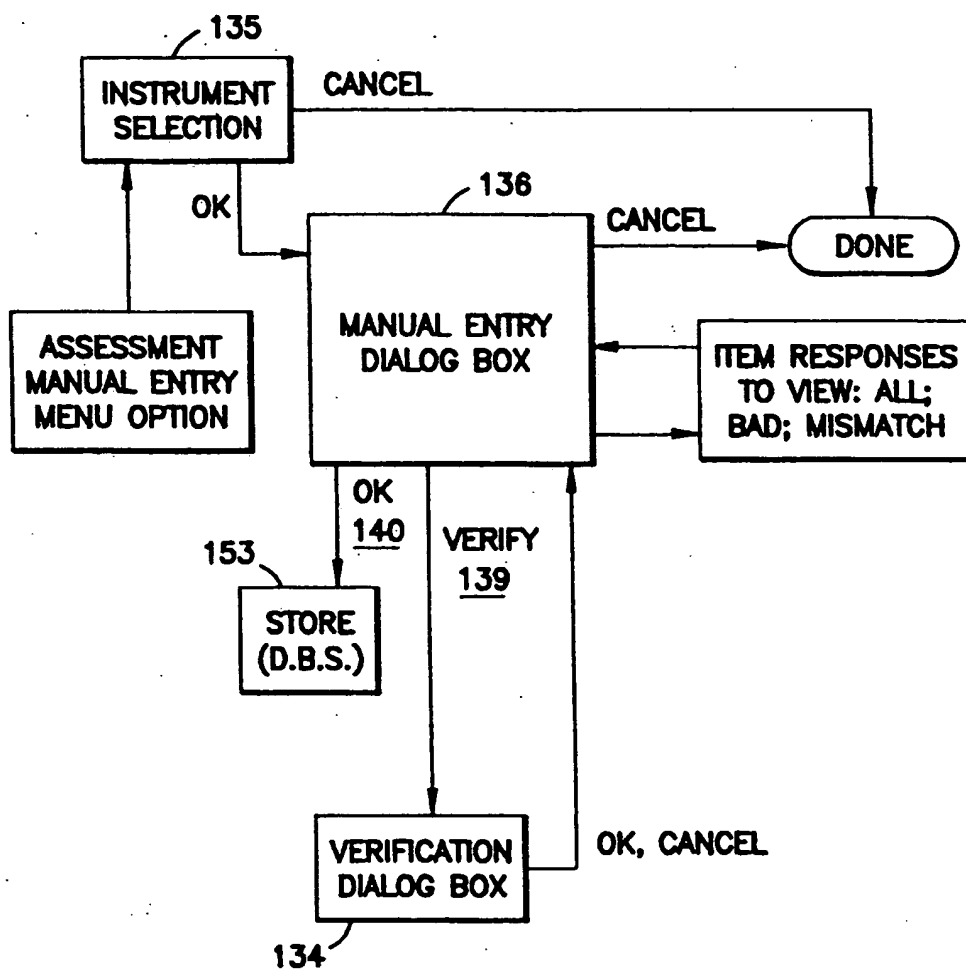 135
INSTRUMENT
SELECTION
CANCEL
OK
136
CANCEL
DONE
MANUAL ENTRY
DIALOG BOX
ASSESSMENT
MANUAL ENTRY
MENU OPTION
ITEM RESPONSES
TO VIEW: ALL;
BAD; MISMATCH
OK
140
VERIFY
139
153
STORE
(D.B.S.)
VERIFICATION
DIALOG BOX
OK, CANCEL
134